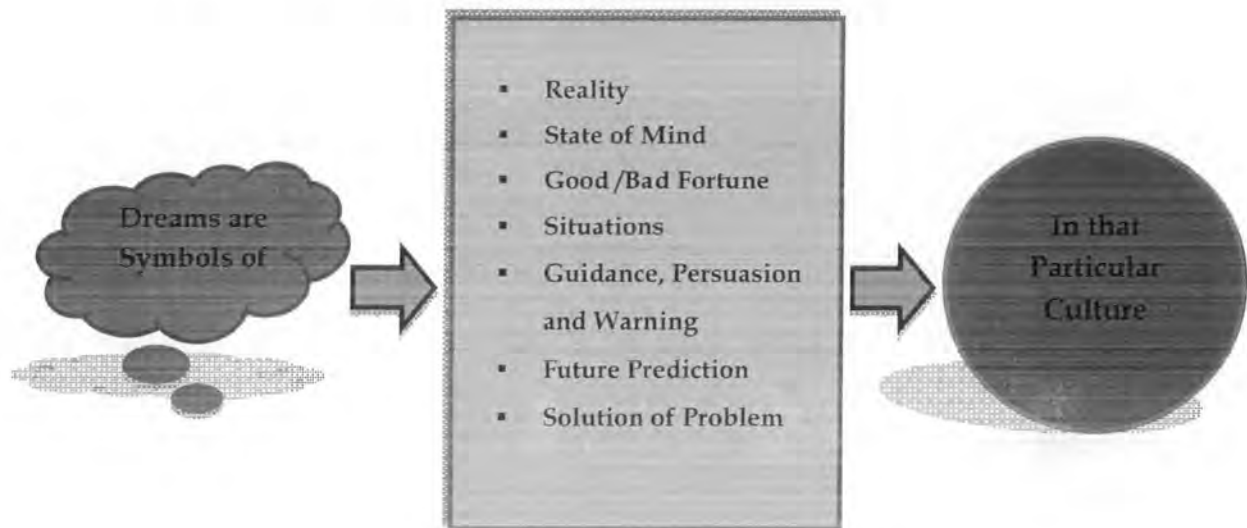 Dreams are
Symbols of
▪ Reality
▪ State of Mind
▪ Good/Bad Fortune
▪ Situations
▪ Guidance, Persuasion
and Warning
▪ Future Prediction
▪ Solution of Problem
In that
Particular
Culture